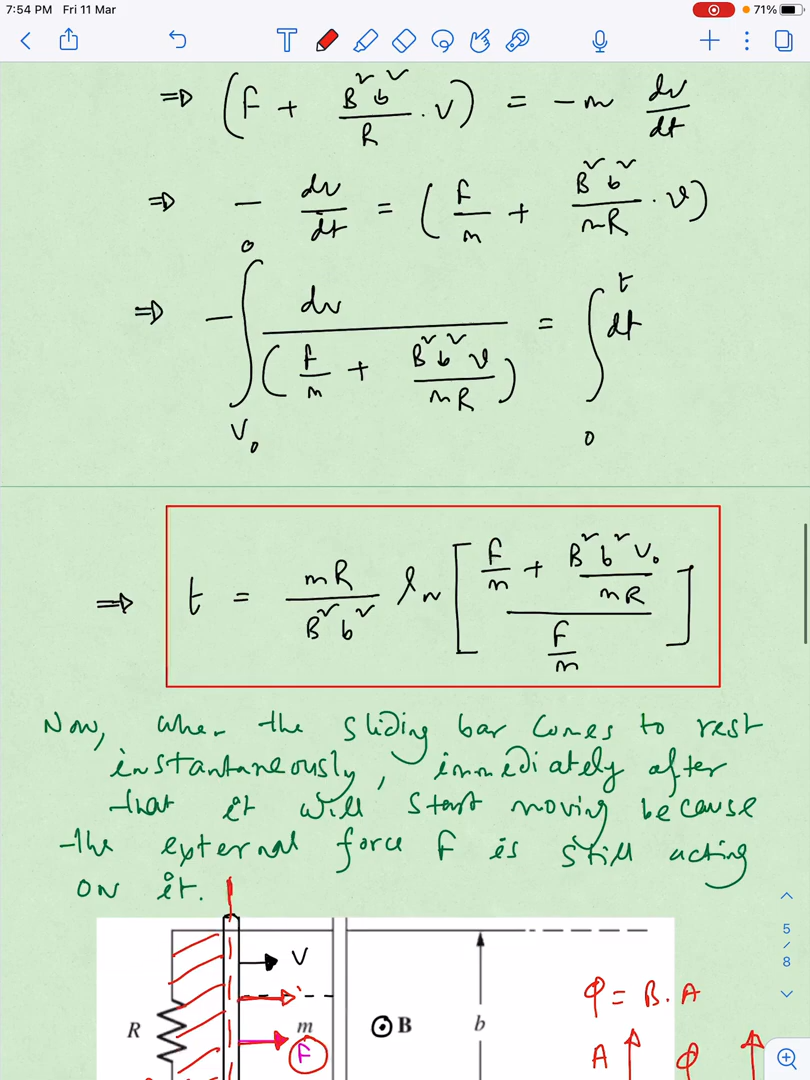 7:54 PM Fri 11 Mar 71%
T
⇒ (F + B²b²/R . v) = -m dv/dt
⇒ - dv/dt = (F/m + B²b²/mR . v)
⇒ -∫_{V₀}^{0} dv/(F/m + B²b²v/mR) = ∫_{0}^{t} dt
⇒ t = mR/B²b² ln [(F/m + B²b²V₀/mR)/(F/m)]
Now, when the sliding bar comes to rest
instantaneously, immediately after
that it will start moving because
the external force F is still acting
on it.
V
5
/
8
R m B b φ = B.A
F A ↑ φ ↑